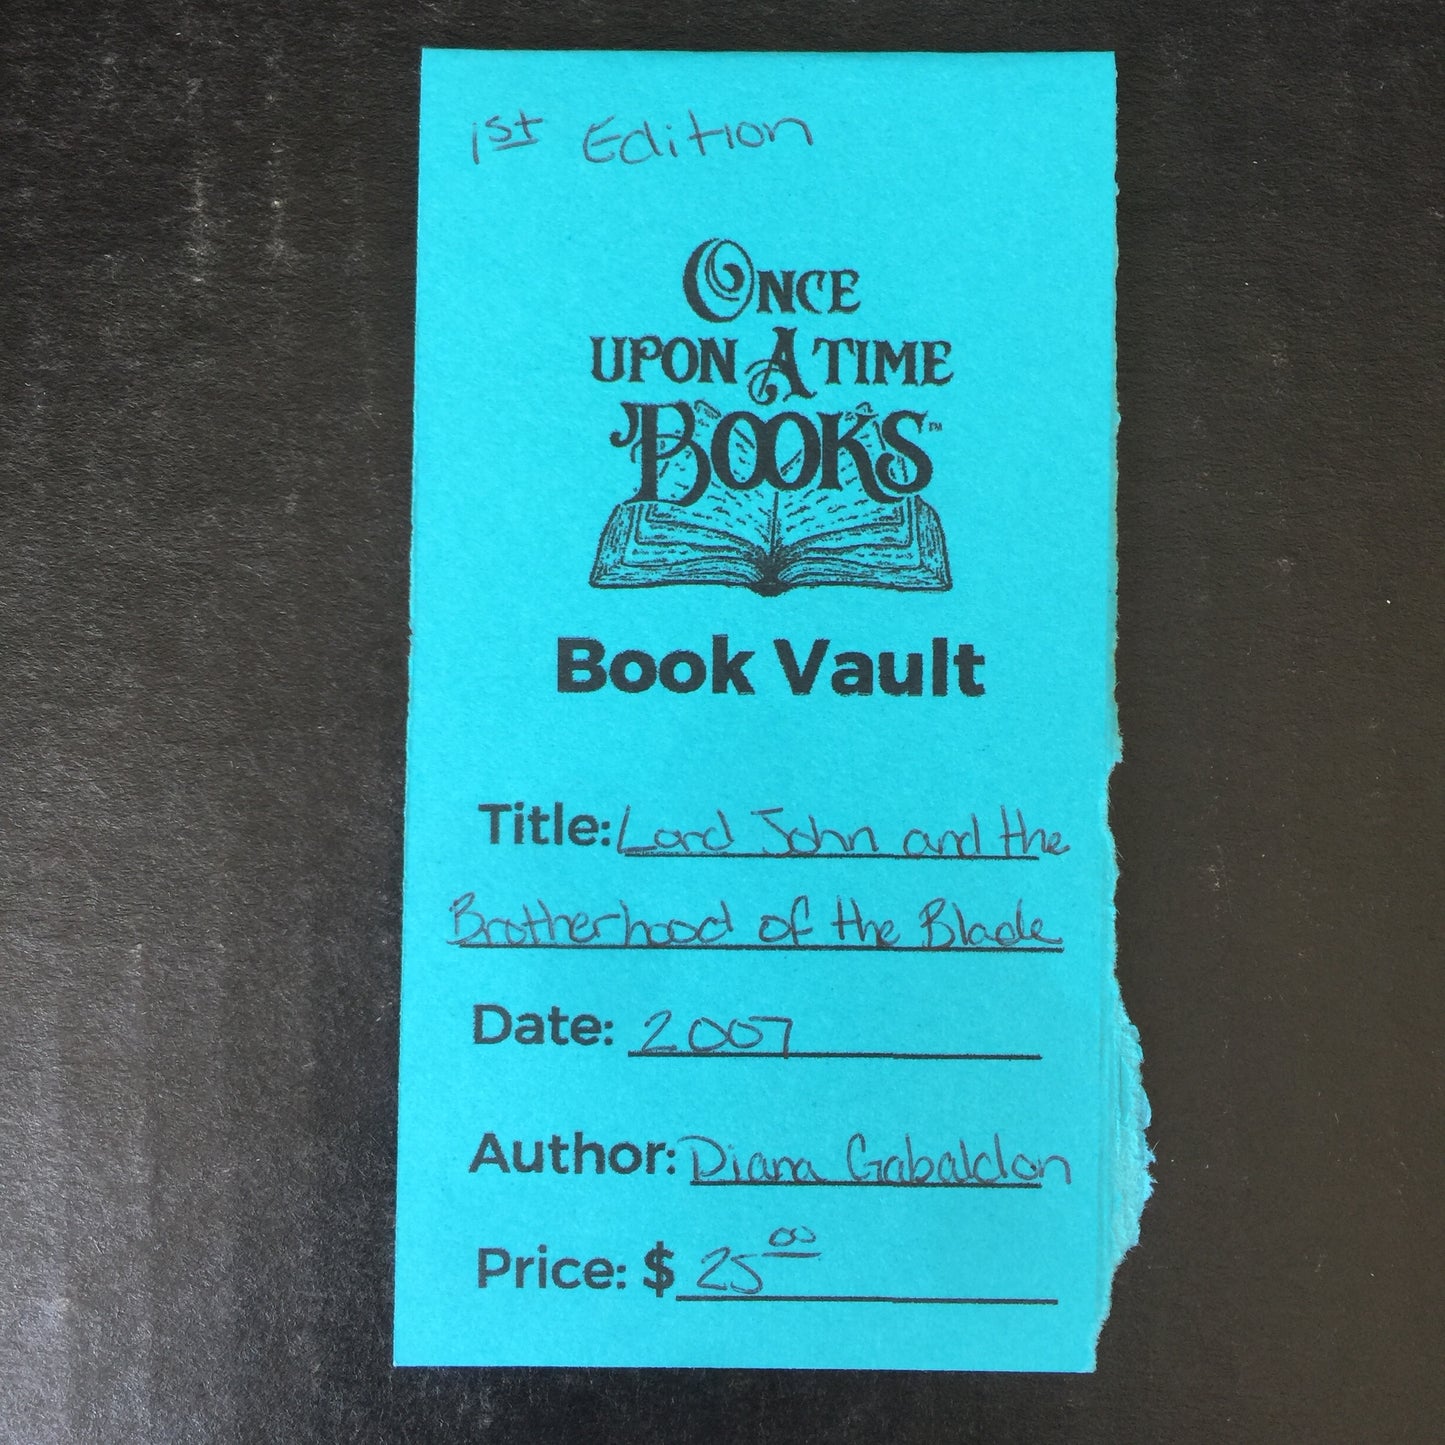 1st Edition
ONCE
UPON A TIME
BOOKS™
Book Vault
Title: Lord John and the
Brotherhood of the Blade
Date: 2007
Author: Diana Gabaldon
Price: $ 25 00